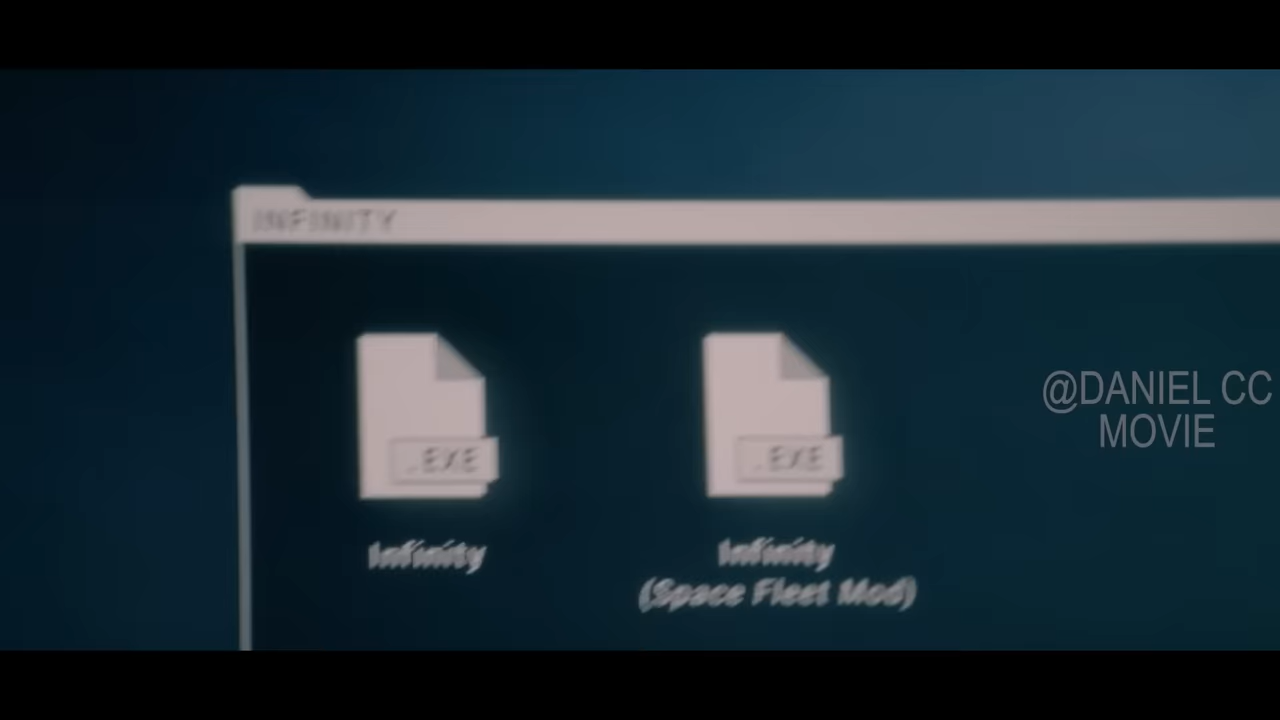 INFINITY
.EXE
.EXE
Infinity
Infinity
(Space Fleet Mod)
@DANIEL CC
MOVIE